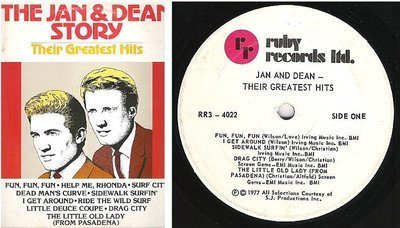 THE JAN & DEAN
STORY
Their Greatest Hits
FUN, FUN, FUN • HELP ME, RHONDA • SURF CIT
DEAD MAN'S CURVE • SIDEWALK SURFIN'
I GET AROUND • RIDE THE WILD SURF
LITTLE DEUCE COUPE • DRAG CITY
THE LITTLE OLD LADY
(FROM PASADENA)
rr
ruby
records ltd.
JAN AND DEAN –
THEIR GREATEST HITS
RR3 - 4022
SIDE ONE
FUN, FUN, FUN (Wilson/Love) Irving Music Inc. BMI
I GET AROUND (Wilson) Irving Music Inc. BMI
SIDEWALK SURFIN' (Wilson/Christian)
Irving Music Inc. BMI
DRAG CITY (Berry/Wilson/Christian)
Screen Gems-EMI Music Inc. BMI
THE LITTLE OLD LADY (FROM
PASADENA) (Christian/Altfeld) Screen
Gems-EMI Music Inc. BMI
Ⓟ © 1977 All Selections Courtesy of
S.J. Productions Inc.